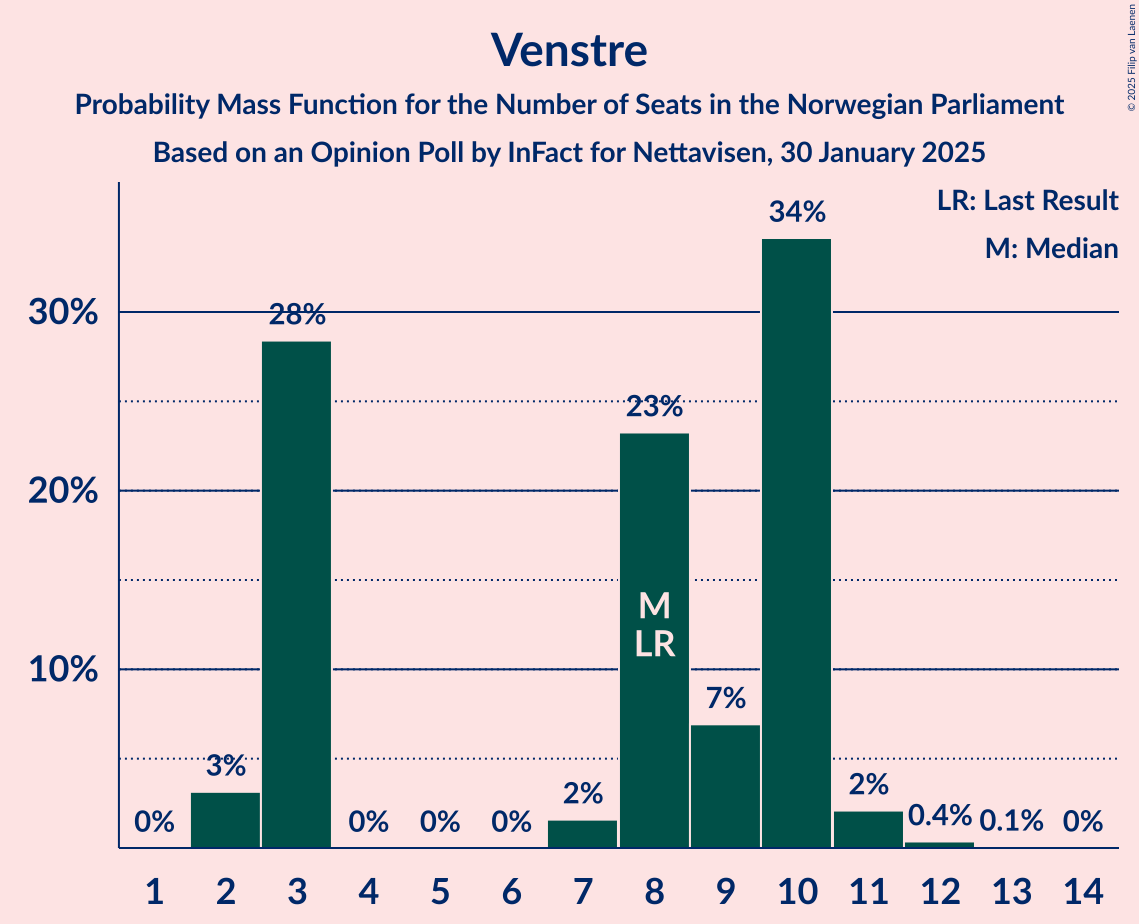 Venstre
Probability Mass Function for the Number of Seats in the Norwegian Parliament
Based on an Opinion Poll by InFact for Nettavisen, 30 January 2025
© 2025 Filip van Laenen
LR: Last Result
M: Median
34%
30%
28%
23%
20%
M
LR
10%
7%
3%
2%
2%
0%
0%
0%
0%
0.4%
0.1%
0%
1 2 3 4 5 6 7 8 9 10 11 12 13 14